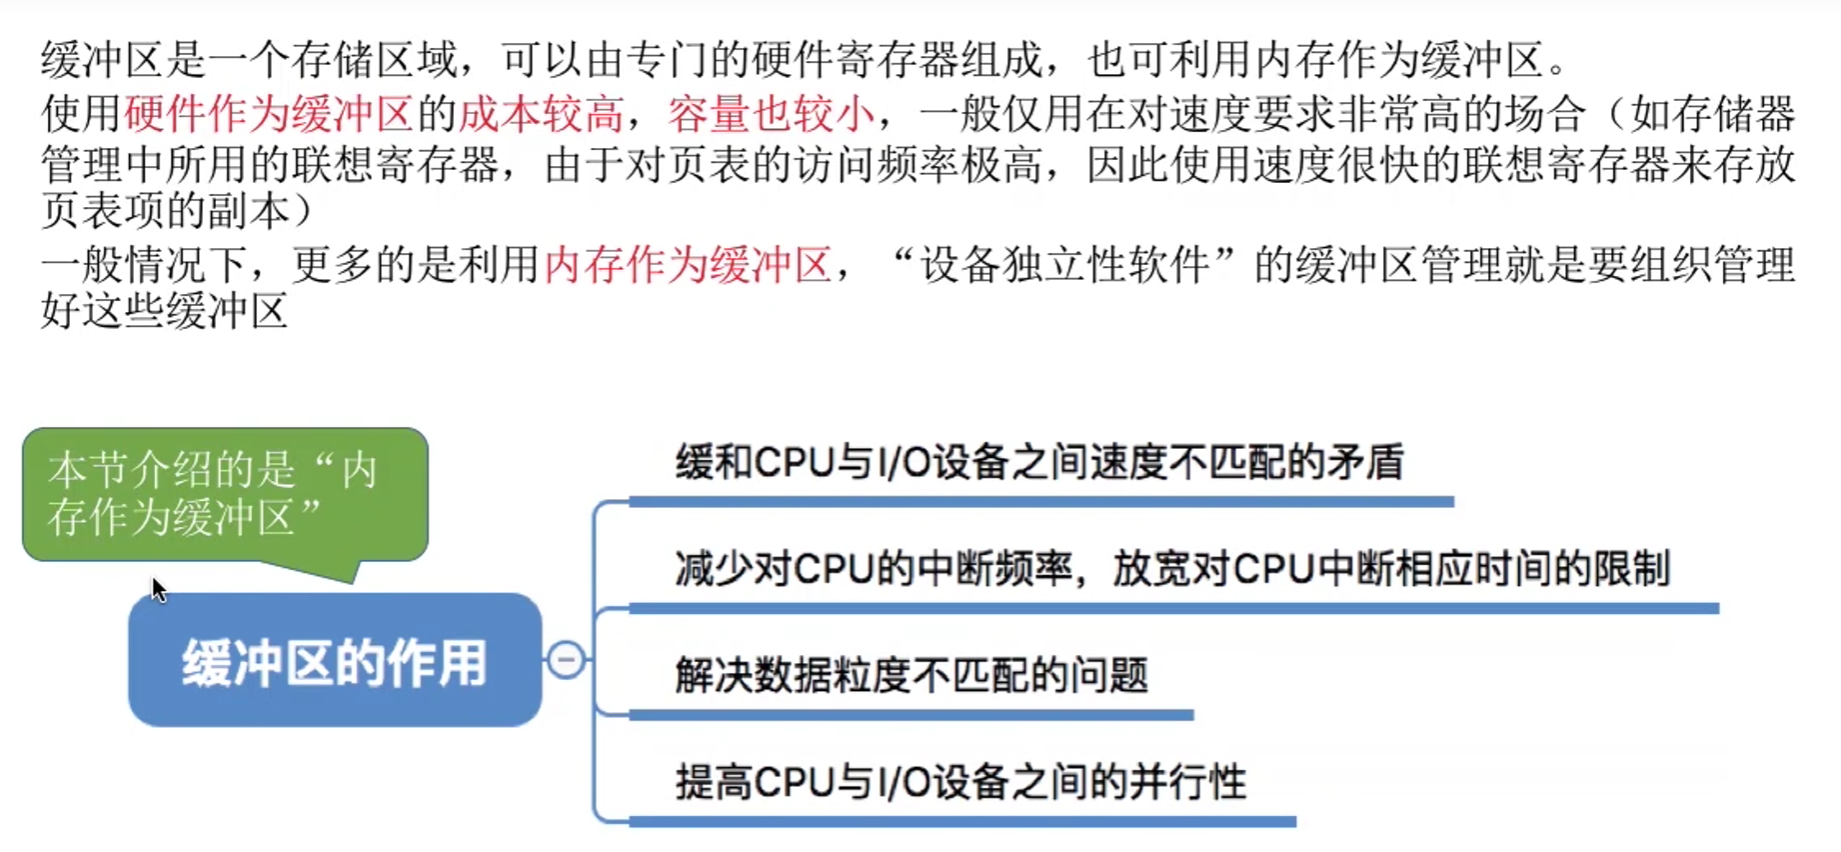 缓冲区是一个存储区域，可以由专门的硬件寄存器组成，也可利用内存作为缓冲区。
使用硬件作为缓冲区的成本较高，容量也较小，一般仅用在对速度要求非常高的场合（如存储器
管理中所用的联想寄存器，由于对页表的访问频率极高，因此使用速度很快的联想寄存器来存放
页表项的副本）
一般情况下，更多的是利用内存作为缓冲区，“设备独立性软件”的缓冲区管理就是要组织管理
好这些缓冲区
本节介绍的是“内
存作为缓冲区”
缓冲区的作用
缓和CPU与I/O设备之间速度不匹配的矛盾
减少对CPU的中断频率，放宽对CPU中断相应时间的限制
解决数据粒度不匹配的问题
提高CPU与I/O设备之间的并行性